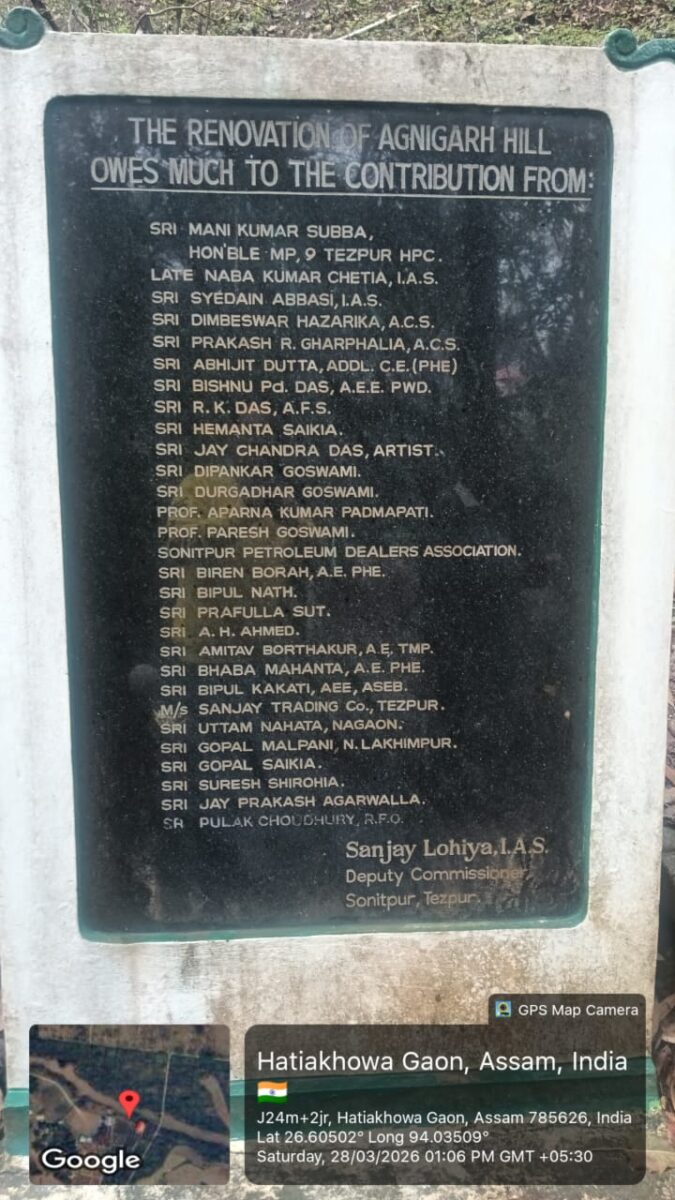 THE RENOVATION OF AGNIGARH HILL
OWES MUCH TO THE CONTRIBUTION FROM:
SRI MANI KUMAR SUBBA,
HON'BLE MP, 9 TEZPUR HPC.
LATE NABA KUMAR CHETIA, I.A.S.
SRI SYEDAIN ABBASI, I.A.S.
SRI DIMBESWAR HAZARIKA, A.C.S.
SRI PRAKASH R. GHARPHALIA, A.C.S.
SRI ABHIJIT DUTTA, ADDL. C.E.(PHE)
SRI BISHNU Pd. DAS, A.E.E. PWD.
SRI R. K. DAS, A.F.S.
SRI HEMANTA SAIKIA.
SRI JAY CHANDRA DAS, ARTIST.
SRI DIPANKAR GOSWAMI.
SRI DURGADHAR GOSWAMI.
PROF. APARNA KUMAR PADMAPATI.
PROF. PARESH GOSWAMI.
SONITPUR PETROLEUM DEALERS ASSOCIATION.
SRI BIREN BORAH, A.E. PHE.
SRI BIPUL NATH.
SRI PRAFULLA SUT.
SRI A. H. AHMED.
SRI AMITAV BORTHAKUR, A.E. TMP.
SRI BHABA MAHANTA, A.E. PHE.
SRI BIPUL KAKATI, AEE, ASEB.
M/s SANJAY TRADING Co., TEZPUR.
SRI UTTAM NAHATA, NAGAON.
SRI GOPAL MALPANI, N. LAKHIMPUR.
SRI GOPAL SAIKIA.
SRI SURESH SHIROHIA.
SRI JAY PRAKASH AGARWALLA.
SR PULAK CHOUDHURY, R.F.O.
Sanjay Lohiya, I.A.S.
Deputy Commissioner,
Sonitpur, Tezpur.
GPS Map Camera
Hatiakhowa Gaon, Assam, India
J24m+2jr, Hatiakhowa Gaon, Assam 785626, India
Lat 26.60502° Long 94.03509°
Saturday, 28/03/2026 01:06 PM GMT +05:30
Google